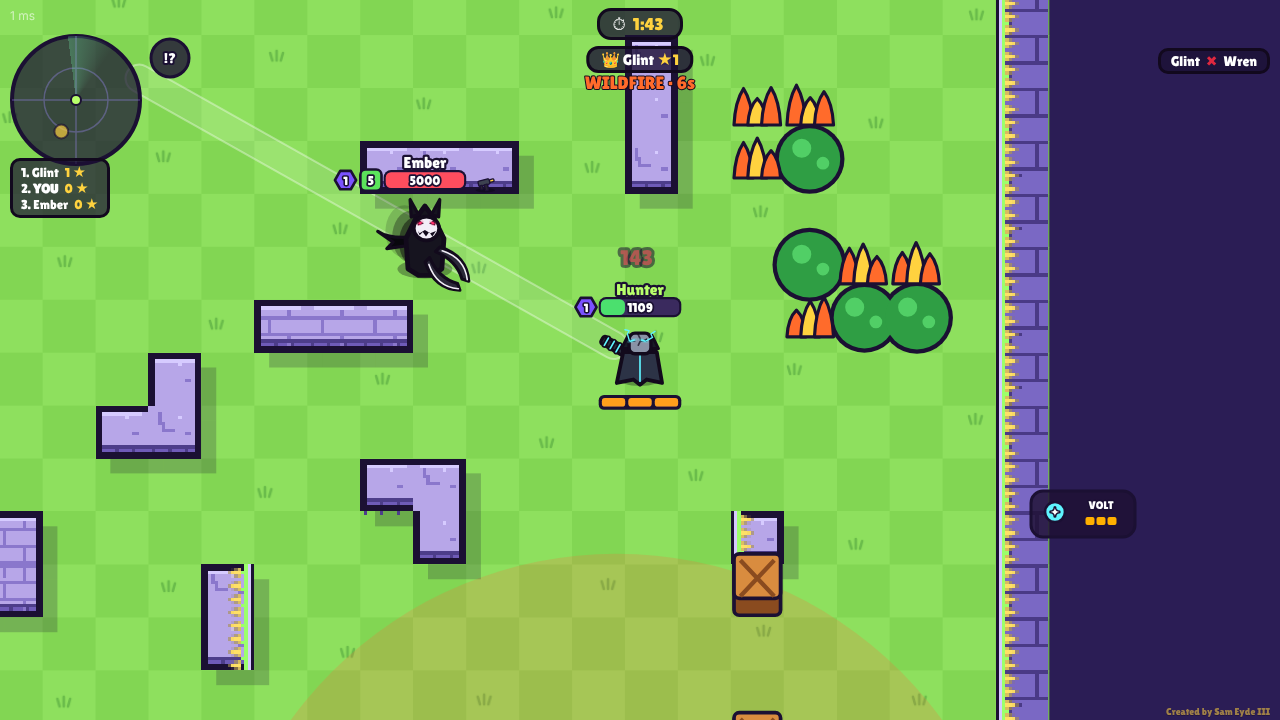 1 ms
!?
1:43
Glint ★ 1
WILDFIRE · 6s
Glint ✖ Wren
1. Glint 1 ★
2. YOU 0 ★
3. Ember 0 ★
Ember
1 5 5000
143
Hunter
1 1109
VOLT
Created by Sam Eyde III